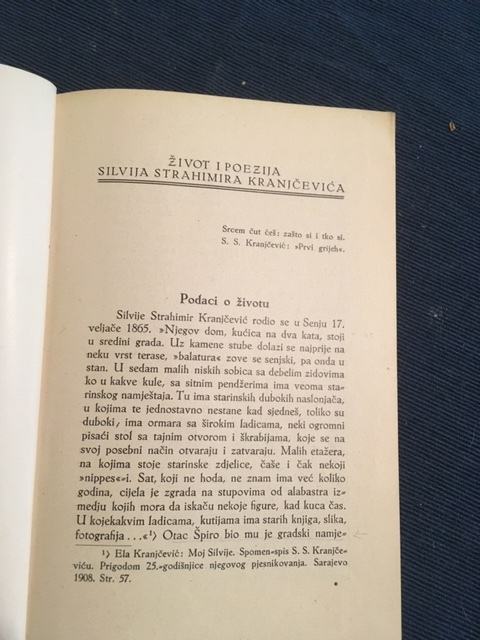 ŽIVOT I POEZIJA
SILVIJA STRAHIMIRA KRANJČEVIĆA
Srcem čut ćeš: zašto si i tko si.
S. S. Kranjčević: »Prvi grijeh«.
Podaci o životu
Silvije Strahimir Kranjčević rodio se u Senju 17.
veljače 1865. »Njegov dom, kućica na dva kata, stoji
u sredini grada. Uz kamene stube dolazi se najprije na
neku vrst terase, »balatura« zove se senjski, pa onda u
stan. U sedam malih niskih sobica sa debelim zidovima
ko u kakve kule, sa sitnim pendžerima ima veoma sta-
rinskog namještaja. Tu ima starinskih dubokih naslonjača,
u kojima te jednostavno nestane kad sjedneš, toliko su
duboki, ima ormara sa širokim ladicama, neki ogromni
pisaći stol sa tajnim otvorom i škrabijama, koje se na
svoj posebni način otvaraju i zatvaraju. Malih etažera,
na kojima stoje starinske zdjelice, čaše i čak nekoji
»nippes«-i. Sat, koji ne hoda, ne znam ima već koliko
godina, cijela je zgrada na stupovima od alabastra iz-
medju kojih mora da iskaču nekoje figure, kad kuca čas.
U kojekakvim ladicama, kutijama ima starih knjiga, slika,
fotografija . . .«¹) Otac Špiro bio mu je gradski namje-
¹) Ela Kranjčević: Moj Silvije. Spomen-spis S. S. Kranjče-
viću. Prigodom 25.-godišnjice njegovog pjesnikovanja. Sarajevo
1908. Str. 57.